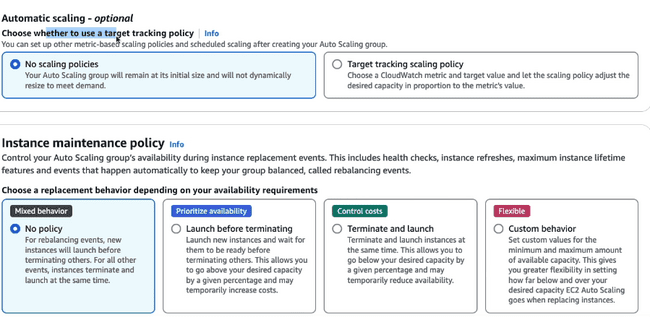 Automatic scaling - optional
Choose whether to use a target tracking policy | Info
You can set up other metric-based scaling policies and scheduled scaling after creating your Auto Scaling group.
No scaling policies
Your Auto Scaling group will remain at its initial size and will not dynamically
resize to meet demand.
Target tracking scaling policy
Choose a CloudWatch metric and target value and let the scaling policy adjust the
desired capacity in proportion to the metric's value.
Instance maintenance policy Info
Control your Auto Scaling group's availability during instance replacement events. This includes health checks, instance refreshes, maximum instance lifetime
features and events that happen automatically to keep your group balanced, called rebalancing events.
Choose a replacement behavior depending on your availability requirements
Mixed behavior
No policy
For rebalancing events, new
instances will launch before
terminating others. For all other
events, instances terminate and
launch at the same time.
Prioritize availability
Launch before terminating
Launch new instances and wait for
them to be ready before
terminating others. This allows you
to go above your desired capacity
by a given percentage and may
temporarily increase costs.
Control costs
Terminate and launch
Terminate and launch instances at
the same time. This allows you to
go below your desired capacity by
a given percentage and may
temporarily reduce availability.
Flexible
Custom behavior
Set custom values for the
minimum and maximum amount
of available capacity. This gives
you greater flexibility in setting
how far below and over your
desired capacity EC2 Auto Scaling
goes when replacing instances.